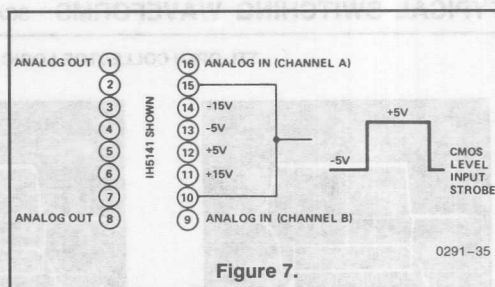 ANALOG OUT 1 16 ANALOG IN (CHANNEL A)
2 15
3 14 -15V
4 13 -5V
5 12 +5V
6 11 +15V
7 10
ANALOG OUT 8 9 ANALOG IN (CHANNEL B)
IH5141 SHOWN
+5V
-5V
CMOS
LEVEL
INPUT
STROBE
0291-35
Figure 7.